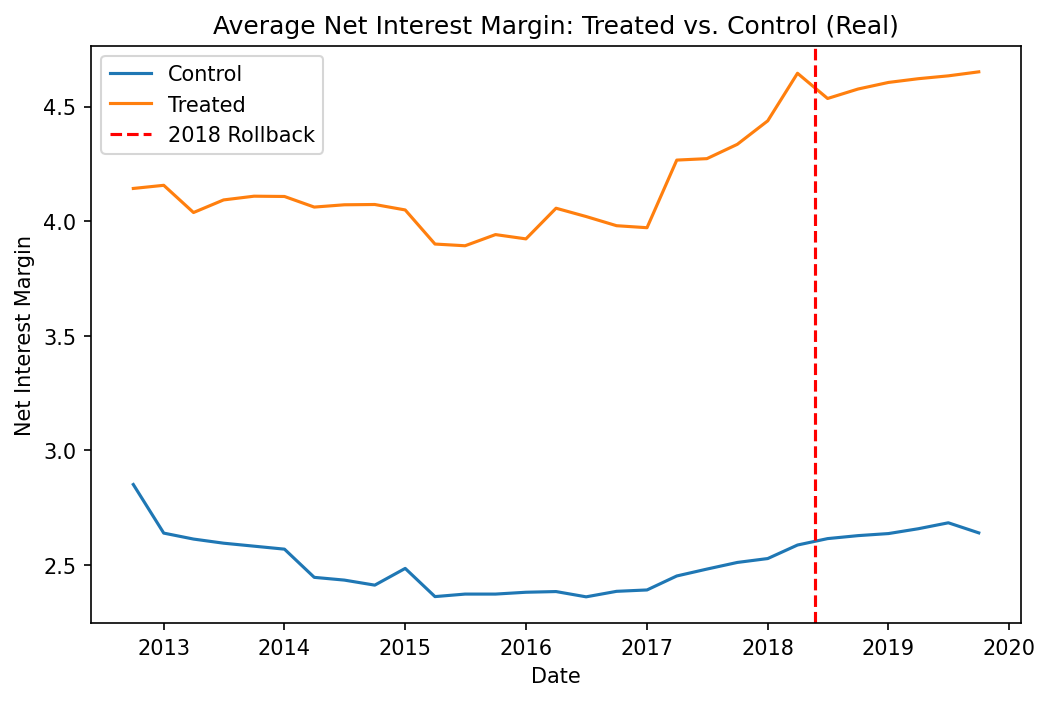 Average Net Interest Margin: Treated vs. Control (Real)
Control
Treated
2018 Rollback
Net Interest Margin
4.5
4.0
3.5
3.0
2.5
2013 2014 2015 2016 2017 2018 2019 2020
Date